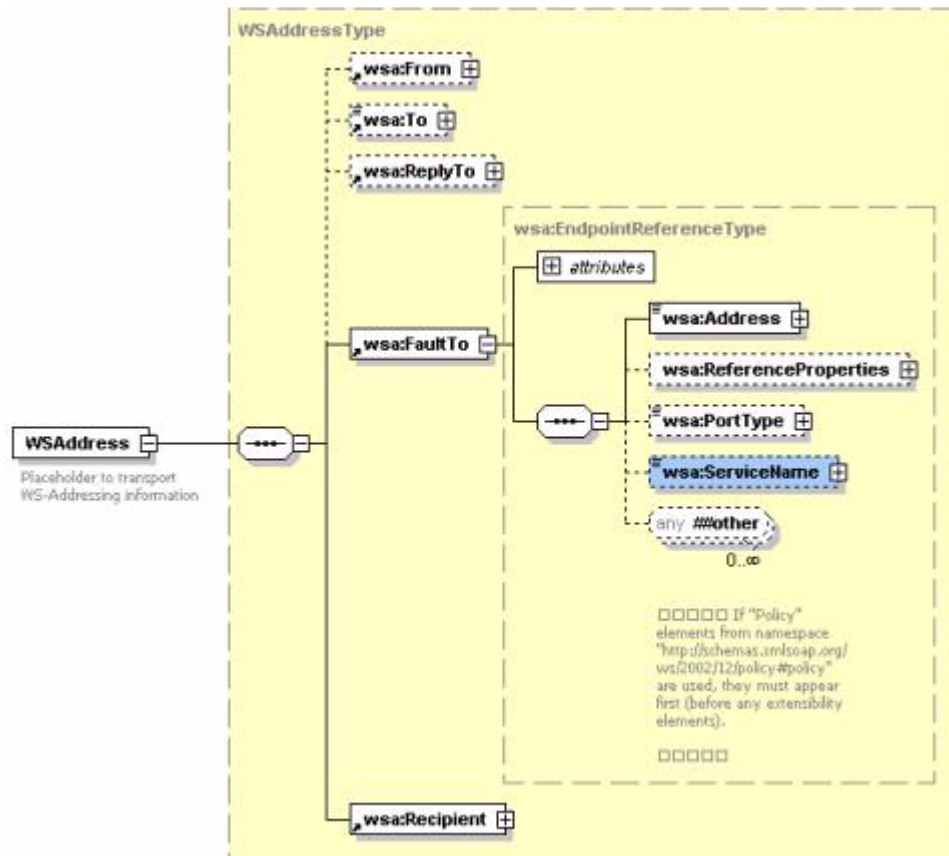 WSAddressType
wsa:From
wsa:To
wsa:ReplyTo
wsa:EndpointReferenceType
attributes
wsa:Address
wsa:FaultTo
wsa:ReferenceProperties
wsa:PortType
WSAddress
Placeholder to transport
WS-Addressing information
wsa:ServiceName
any ##other
0..∞
□□□□□ If "Policy"
elements from namespace
"http://schemas.xmlsoap.org/
ws/2002/12/policy#policy"
are used, they must appear
first (before any extensibility
elements).
□□□□□
wsa:Recipient